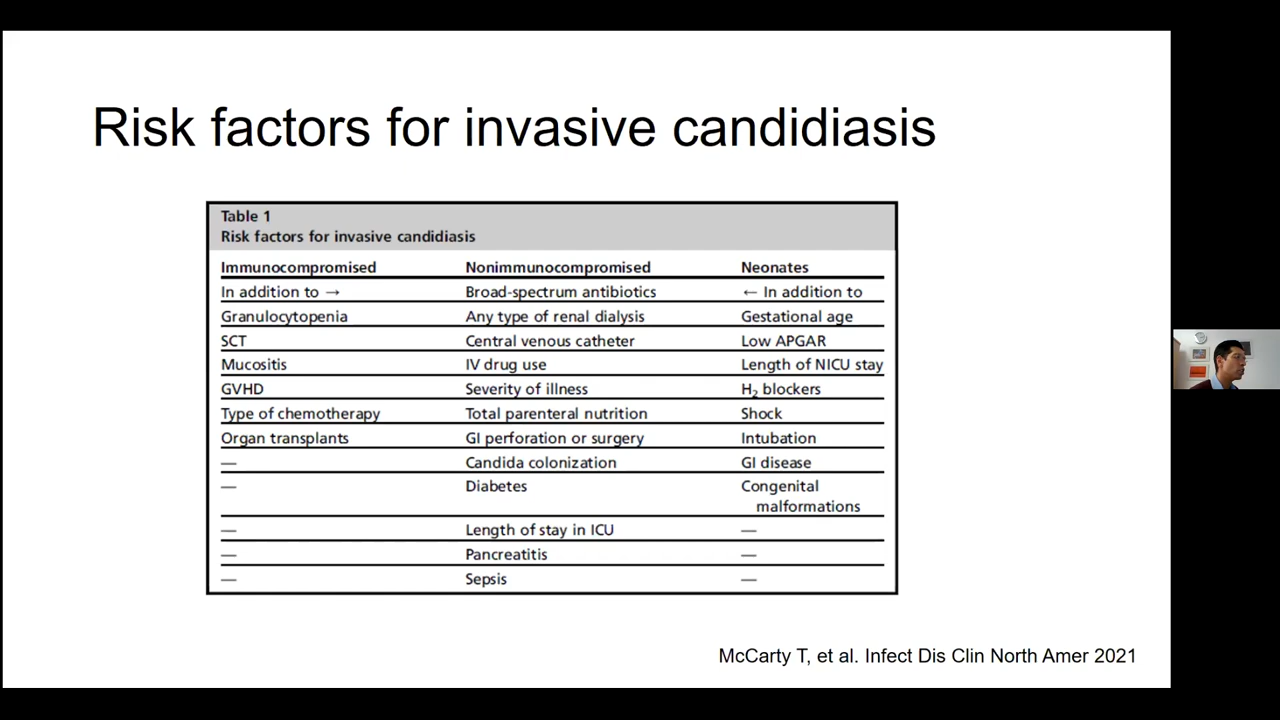 Risk factors for invasive candidiasis
Table 1
Risk factors for invasive candidiasis
Immunocompromised Nonimmunocompromised Neonates
In addition to → Broad-spectrum antibiotics ← In addition to
Granulocytopenia Any type of renal dialysis Gestational age
SCT Central venous catheter Low APGAR
Mucositis IV drug use Length of NICU stay
GVHD Severity of illness H₂ blockers
Type of chemotherapy Total parenteral nutrition Shock
Organ transplants GI perforation or surgery Intubation
— Candida colonization GI disease
— Diabetes Congenital
malformations
— Length of stay in ICU —
— Pancreatitis —
— Sepsis —
McCarty T, et al. Infect Dis Clin North Amer 2021